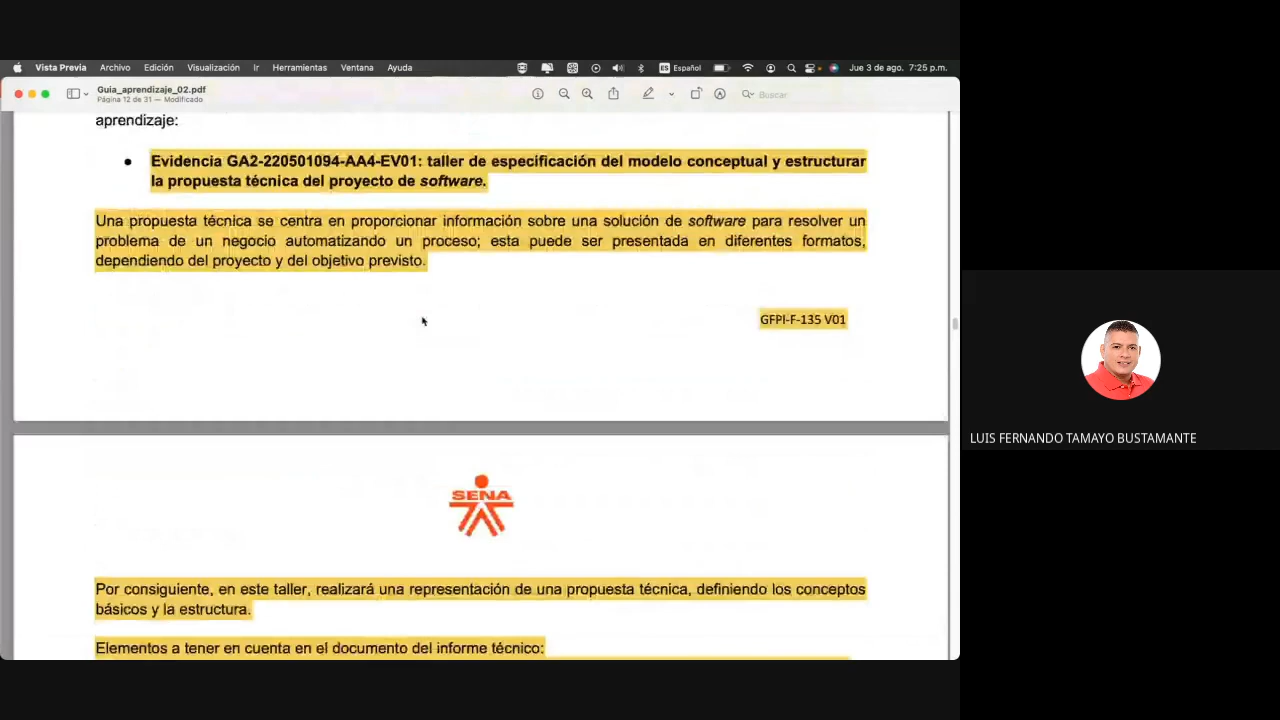 Vista Previa Archivo Edición Visualización Ir Herramientas Ventana Ayuda ES Español Jue 3 de ago. 7:25 p.m.
Guia_aprendizaje_02.pdf
Página 12 de 31 — Modificado
Buscar
aprendizaje:
● Evidencia GA2-220501094-AA4-EV01: taller de especificación del modelo conceptual y estructurar
la propuesta técnica del proyecto de software.
Una propuesta técnica se centra en proporcionar información sobre una solución de software para resolver un
problema de un negocio automatizando un proceso; esta puede ser presentada en diferentes formatos,
dependiendo del proyecto y del objetivo previsto.
GFPI-F-135 V01
LUIS FERNANDO TAMAYO BUSTAMANTE
SENA
Por consiguiente, en este taller, realizará una representación de una propuesta técnica, definiendo los conceptos
básicos y la estructura.
Elementos a tener en cuenta en el documento del informe técnico: